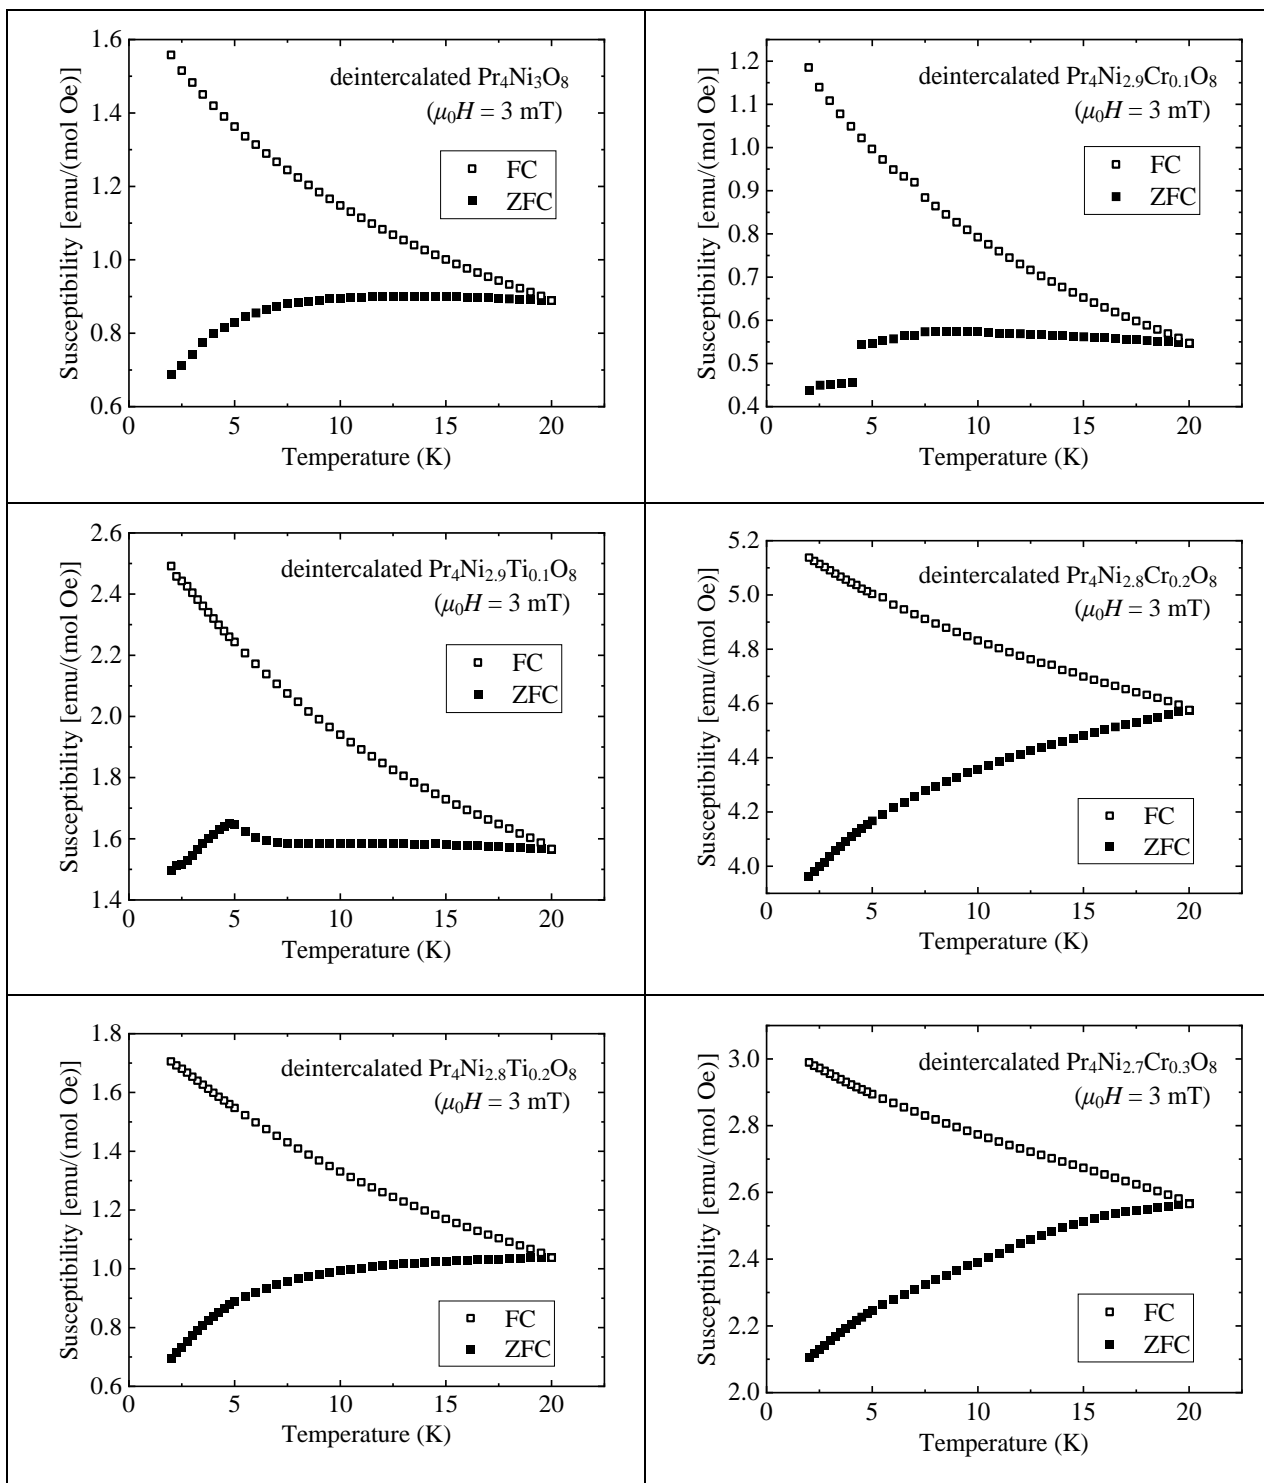 deintercalated Pr₄Ni₃O₈
(μ₀H = 3 mT)
FC
ZFC
Susceptibility [emu/(mol Oe)]
1.6
1.4
1.2
1.0
0.8
0.6
0 5 10 15 20
Temperature (K)
deintercalated Pr₄Ni₂.₉Cr₀.₁O₈
(μ₀H = 3 mT)
FC
ZFC
Susceptibility [emu/(mol Oe)]
1.2
1.1
1.0
0.9
0.8
0.7
0.6
0.5
0.4
0 5 10 15 20
Temperature (K)
deintercalated Pr₄Ni₂.₉Ti₀.₁O₈
(μ₀H = 3 mT)
FC
ZFC
Susceptibility [emu/(mol Oe)]
2.6
2.4
2.2
2.0
1.8
1.6
1.4
0 5 10 15 20
Temperature (K)
deintercalated Pr₄Ni₂.₈Cr₀.₂O₈
(μ₀H = 3 mT)
FC
ZFC
Susceptibility [emu/(mol Oe)]
5.2
5.0
4.8
4.6
4.4
4.2
4.0
0 5 10 15 20
Temperature (K)
deintercalated Pr₄Ni₂.₈Ti₀.₂O₈
(μ₀H = 3 mT)
FC
ZFC
Susceptibility [emu/(mol Oe)]
1.8
1.6
1.4
1.2
1.0
0.8
0.6
0 5 10 15 20
Temperature (K)
deintercalated Pr₄Ni₂.₇Cr₀.₃O₈
(μ₀H = 3 mT)
FC
ZFC
Susceptibility [emu/(mol Oe)]
3.0
2.8
2.6
2.4
2.2
2.0
0 5 10 15 20
Temperature (K)